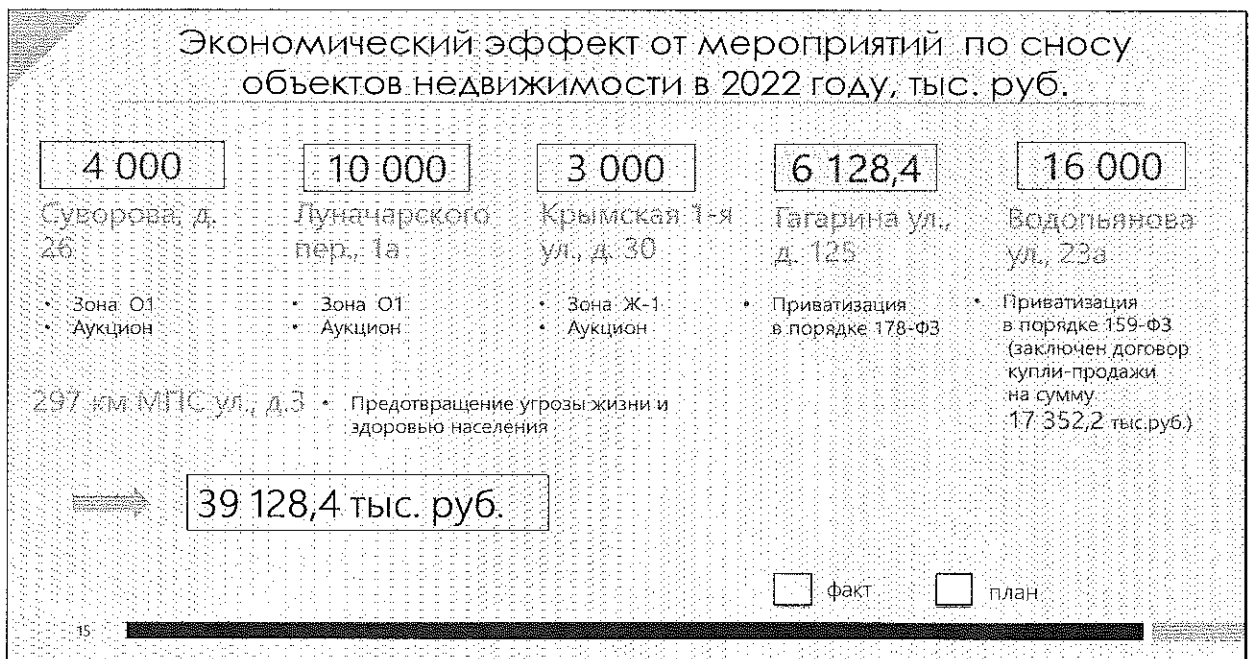 Экономический эффект от мероприятий по сносу
объектов недвижимости в 2022 году, тыс. руб.
4 000
Суворова, д.
26
• Зона О1
• Аукцион
10 000
Луначарского
пер., 1а
• Зона О1
• Аукцион
3 000
Крымская 1-я
ул., д. 30
• Зона Ж-1
• Аукцион
6 128,4
Гагарина ул.,
д. 125
• Приватизация
в порядке 178-ФЗ
16 000
Водопьянова
ул., 23а
• Приватизация
в порядке 159-ФЗ
(заключен договор
купли-продажи
на сумму
17 352,2 тыс.руб.)
297 км МПС ул., д.3
• Предотвращение угрозы жизни и
здоровью населения
39 128,4 тыс. руб.
факт
план
15